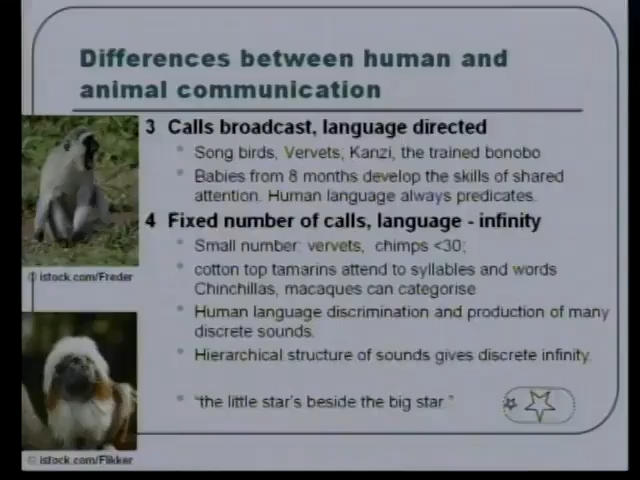 Differences between human and
animal communication
3 Calls broadcast, language directed
Song birds, Vervets, Kanzi, the trained bonobo
Babies from 8 months develop the skills of shared
attention. Human language always predicates.
4 Fixed number of calls, language - infinity
Small number: vervets, chimps <30;
cotton top tamarins attend to syllables and words
Chinchillas, macaques can categorise
Human language discrimination and production of many
discrete sounds.
Hierarchical structure of sounds gives discrete infinity.
"the little star's beside the big star."
© istock.com/Freder
© istock.com/Flikker